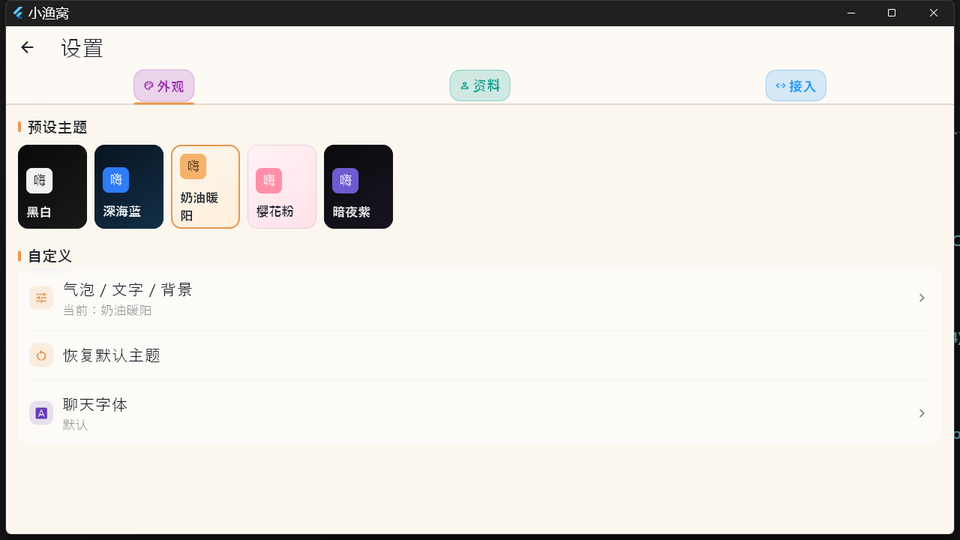 小渔窝
设置
外观
资料
接入
预设主题
嗨
黑白
嗨
深海蓝
嗨
奶油暖
阳
嗨
樱花粉
嗨
暗夜紫
自定义
气泡 / 文字 / 背景
当前：奶油暖阳
恢复默认主题
A
聊天字体
默认